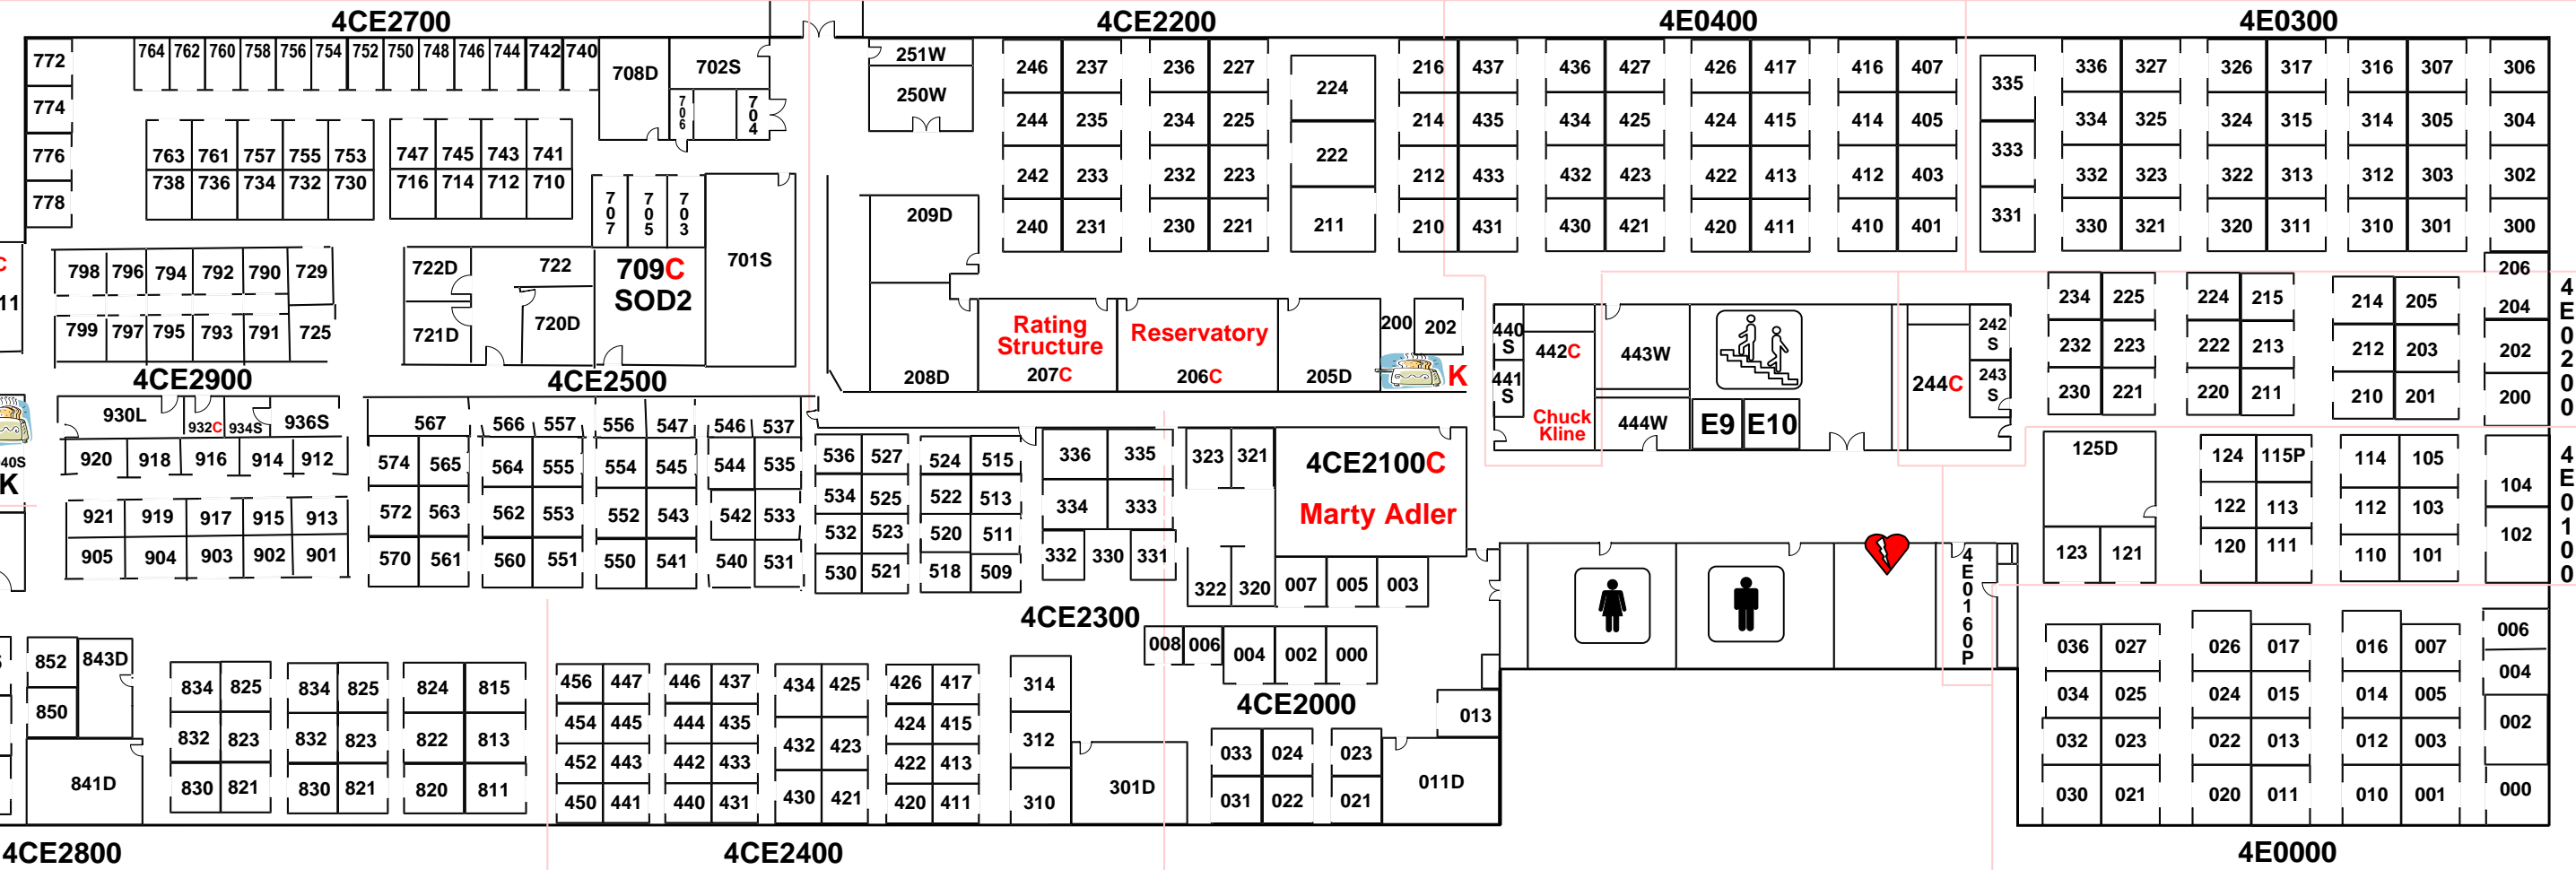 4CE2700 4CE2200 4E0400 4E0300
772 764 762 760 758 756 754 752 750 748 746 744 742 740 708D 702S 251W 246 237 236 227 224 216 437 436 427 426 417 416 407 335 336 327 326 317 316 307 306
774 706 704 250W 244 235 234 225 214 435 434 425 424 415 414 405 334 325 324 315 314 305 304
776 763 761 757 755 753 747 745 743 741 222 333
778 738 736 734 732 730 716 714 712 710 242 233 232 223 212 433 432 423 422 413 412 403 332 323 322 313 312 303 302
707 705 703 209D 240 231 230 221 211 210 431 430 421 420 411 410 401 331 330 321 320 311 310 301 300
C
11
798 796 794 792 790 729 722D 722 709C 701S 206
SOD2 234 225 224 215 214 205 204 4E0200
799 797 795 793 791 725 721D 720D Rating
Structure
207C Reservatory
206C 208D 205D 200 202 K
440S 441S 442C 443W 444W 242S 243S 244C
Chuck
Kline
E9 E10
232 223 222 213 212 203 202
230 221 220 211 210 201 200
4CE2900 4CE2500
930L 932C 934S 936S 567 566 557 556 547 546 537
40S
K
920 918 916 914 912 574 565 564 555 554 545 544 535 536 527 524 515 336 335 323 321 4CE2100C
Marty Adler
125D 124 115P 114 105 104 4E0100
921 919 917 915 913 572 563 562 553 552 543 542 533 534 525 522 513 334 333 122 113 112 103 102
905 904 903 902 901 570 561 560 551 550 541 540 531 532 523 520 511 332 330 331 123 121 120 111 110 101
530 521 518 509 322 320 007 005 003 4E0160P
4CE2300
008 006 004 002 000 036 027 026 017 016 007 006
852 843D 834 825 834 825 824 815 456 447 446 437 434 425 426 417 314 034 025 024 015 014 005 004
850 4CE2000 013
832 823 832 823 822 813 454 445 444 435 424 415 312 033 024 023 032 023 022 013 012 003 002
452 443 442 433 432 423 422 413
841D 830 821 830 821 820 811 450 441 440 431 430 421 420 411 310 301D 031 022 021 011D 030 021 020 011 010 001 000
4CE2800 4CE2400 4E0000